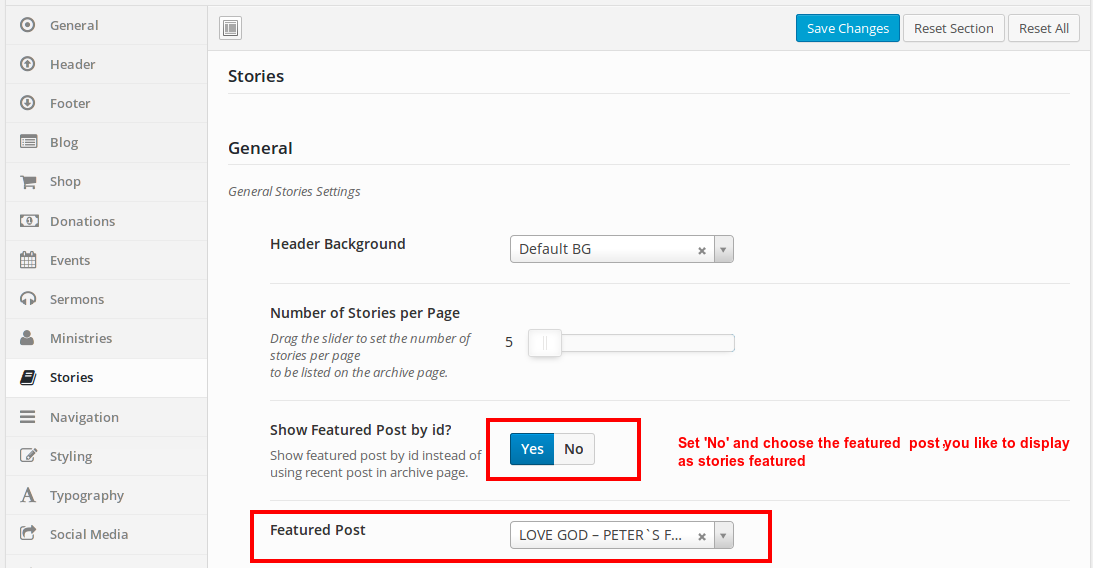 General
Header
Footer
Blog
Shop
Donations
Events
Sermons
Ministries
Stories
Navigation
Styling
Typography
Social Media
Save Changes
Reset Section
Reset All
Stories
General
General Stories Settings
Header Background
Default BG
Number of Stories per Page
Drag the slider to set the number of
stories per page
to be listed on the archive page.
5
Show Featured Post by id?
Show featured post by id instead of
using recent post in archive page.
Yes
No
Set 'No' and choose the featured post,you like to display
as stories featured
Featured Post
LOVE GOD – PETER`S F...